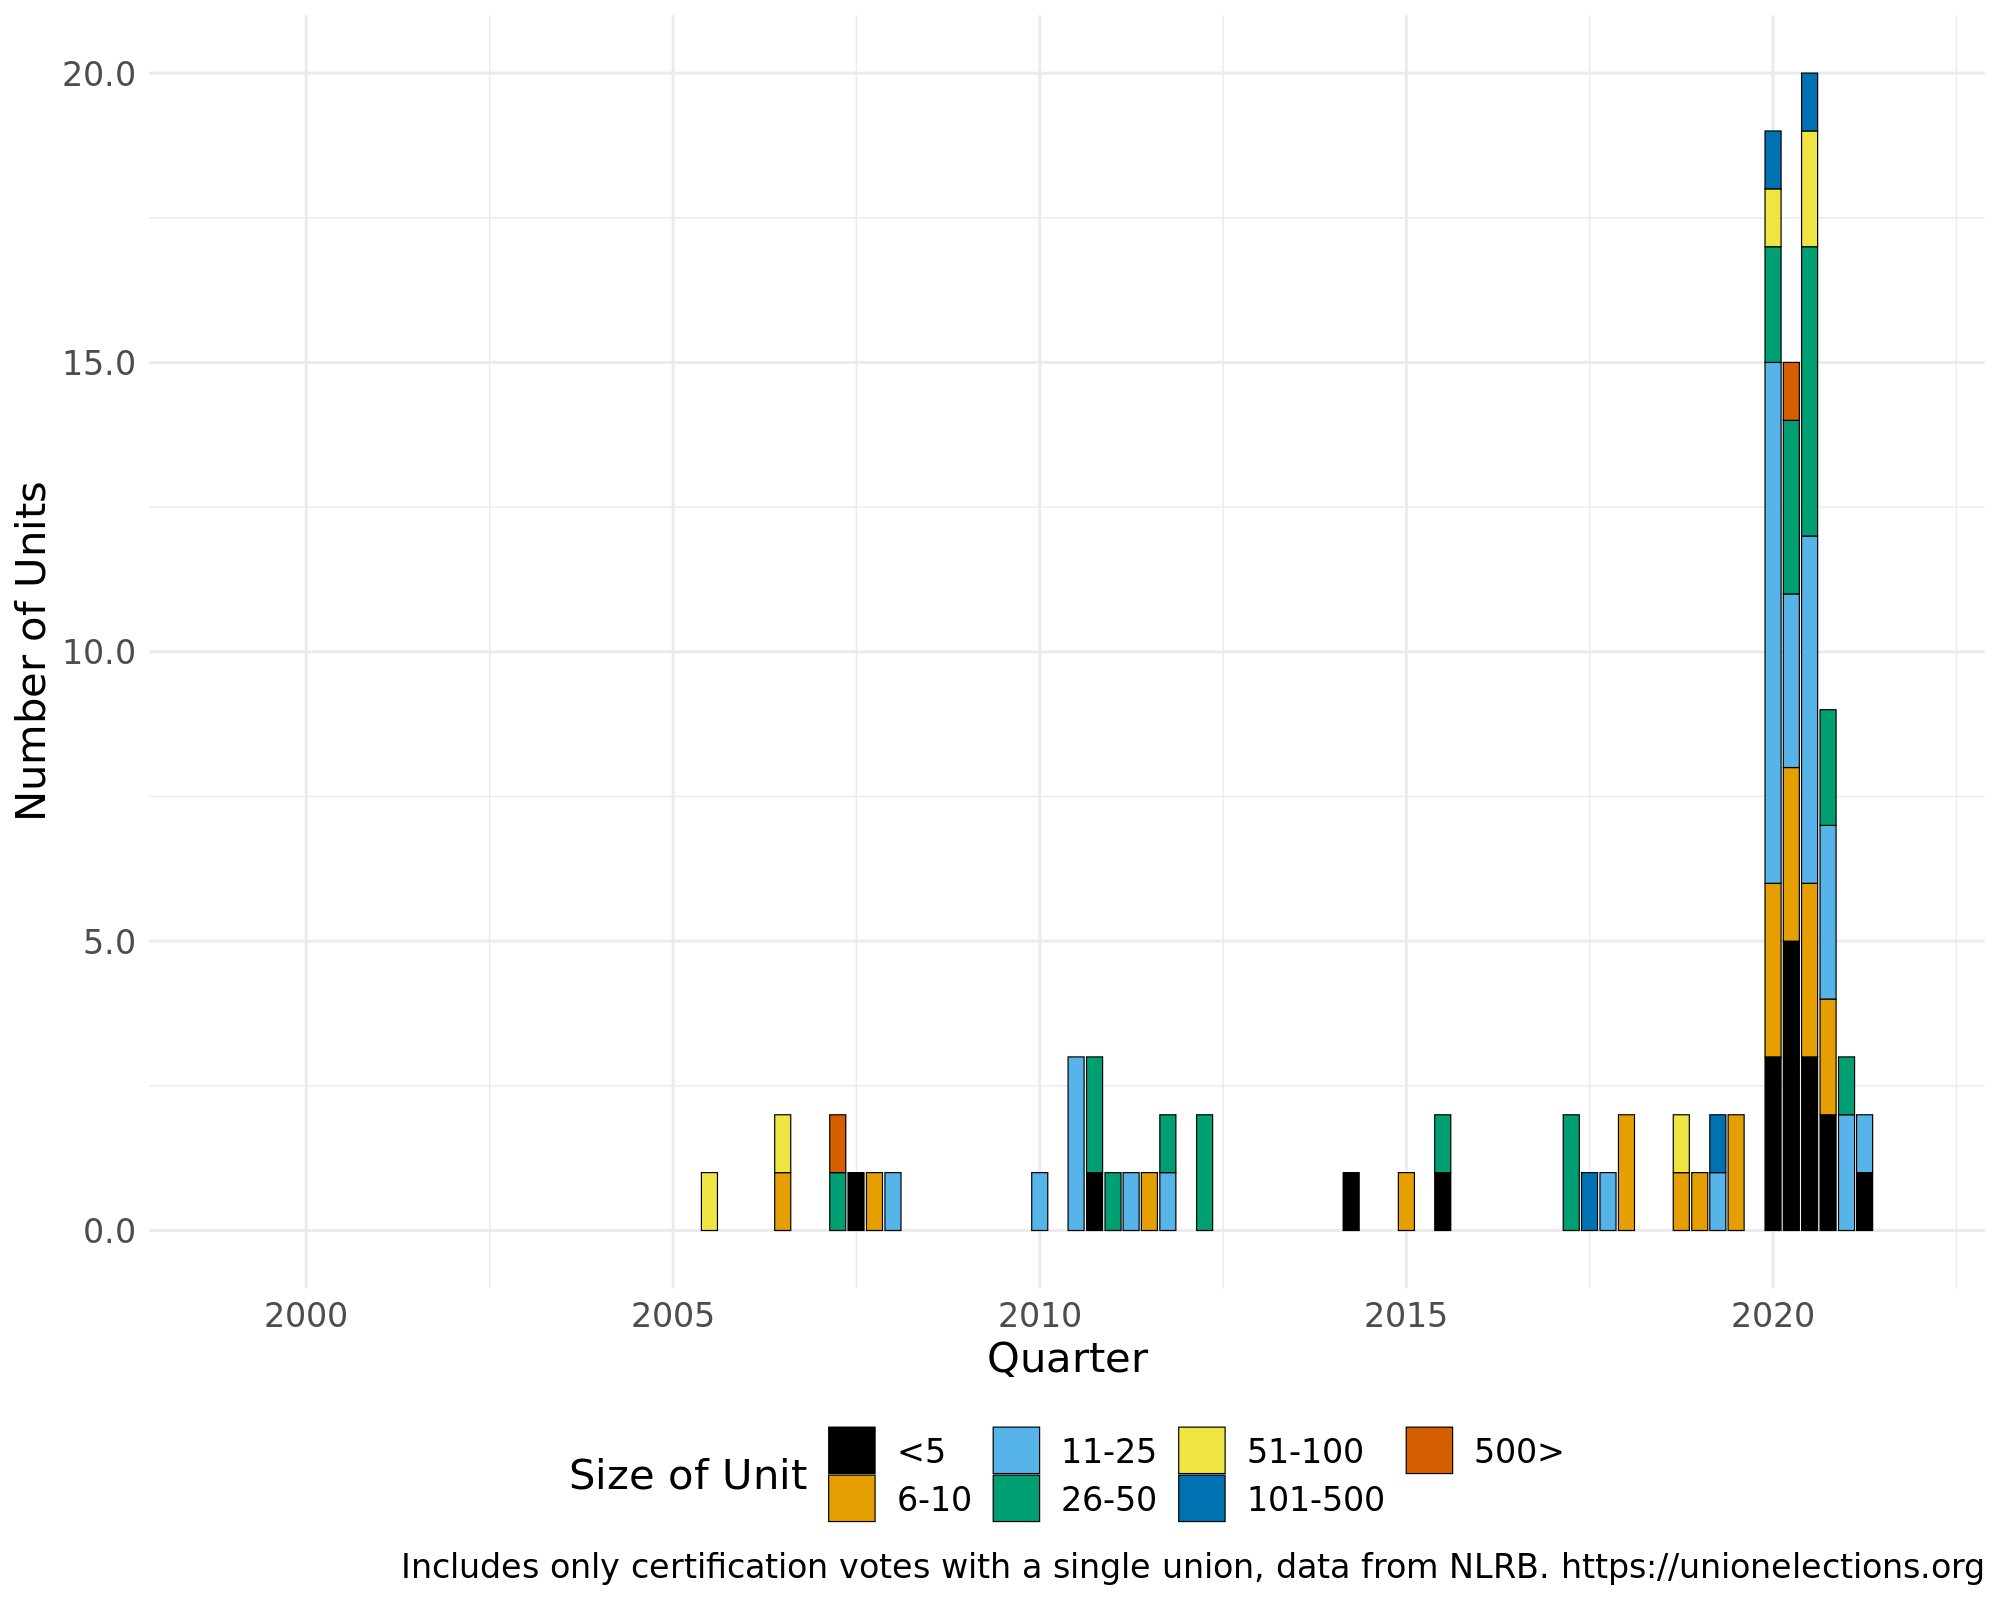 20.0
15.0
10.0
5.0
0.0
Number of Units
2000 2005 2010 2015 2020
Quarter
Size of Unit
<5 11-25 51-100 500>
6-10 26-50 101-500
Includes only certification votes with a single union, data from NLRB. https://unionelections.org